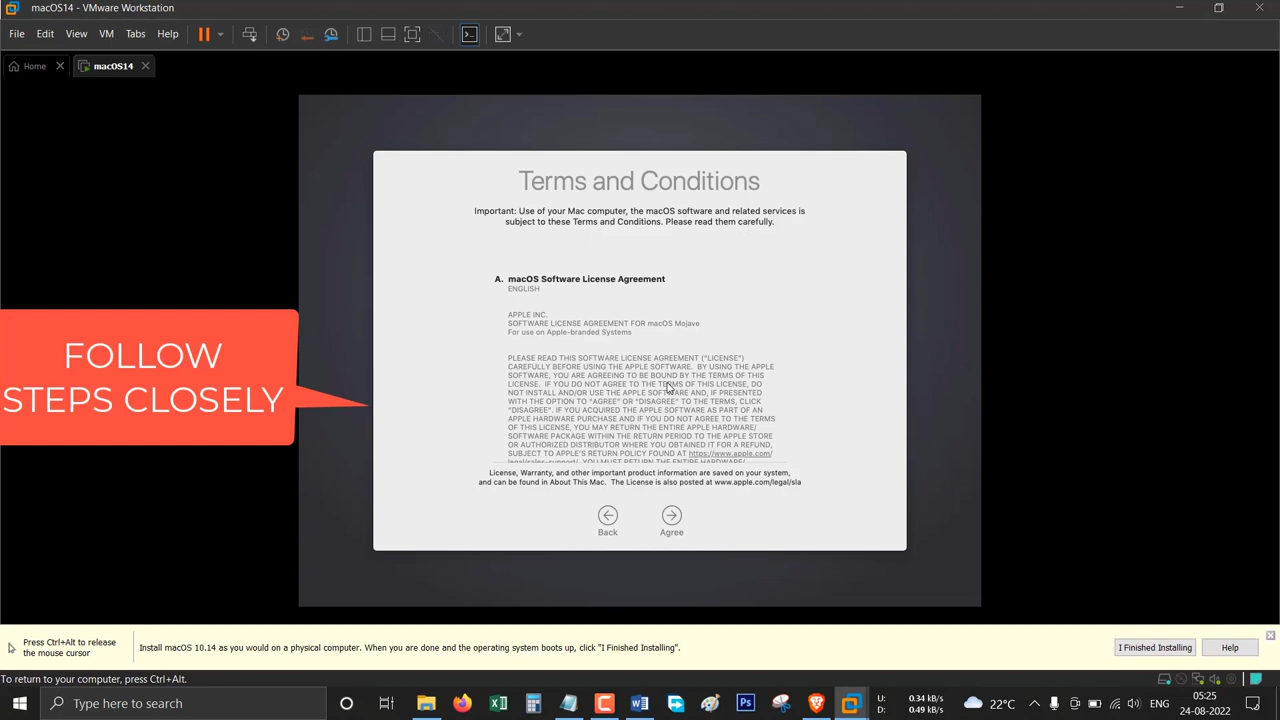 macOS14 - VMware Workstation
File Edit View VM Tabs Help
Home macOS14
Terms and Conditions
Important: Use of your Mac computer, the macOS software and related services is
subject to these Terms and Conditions. Please read them carefully.
A. macOS Software License Agreement
ENGLISH
APPLE INC.
SOFTWARE LICENSE AGREEMENT FOR macOS Mojave
For use on Apple-branded Systems
PLEASE READ THIS SOFTWARE LICENSE AGREEMENT ("LICENSE")
CAREFULLY BEFORE USING THE APPLE SOFTWARE. BY USING THE APPLE
SOFTWARE, YOU ARE AGREEING TO BE BOUND BY THE TERMS OF THIS
LICENSE. IF YOU DO NOT AGREE TO THE TERMS OF THIS LICENSE, DO
NOT INSTALL AND/OR USE THE APPLE SOFTWARE AND, IF PRESENTED
WITH THE OPTION TO "AGREE" OR "DISAGREE" TO THE TERMS, CLICK
"DISAGREE". IF YOU ACQUIRED THE APPLE SOFTWARE AS PART OF AN
APPLE HARDWARE PURCHASE AND IF YOU DO NOT AGREE TO THE TERMS
OF THIS LICENSE, YOU MAY RETURN THE ENTIRE APPLE HARDWARE/
SOFTWARE PACKAGE WITHIN THE RETURN PERIOD TO THE APPLE STORE
OR AUTHORIZED DISTRIBUTOR WHERE YOU OBTAINED IT FOR A REFUND,
SUBJECT TO APPLE'S RETURN POLICY FOUND AT https://www.apple.com/
legal/sales-support/. YOU MUST RETURN THE ENTIRE HARDWARE/
License, Warranty, and other important product information are saved on your system,
and can be found in About This Mac. The License is also posted at www.apple.com/legal/sla
Back Agree
FOLLOW
STEPS CLOSELY
Press Ctrl+Alt to release
the mouse cursor
Install macOS 10.14 as you would on a physical computer. When you are done and the operating system boots up, click "I Finished Installing".
I Finished Installing Help
To return to your computer, press Ctrl+Alt.
Type here to search
U: 0.34 kB/s
D: 0.49 kB/s
22°C
05:25
24-08-2022